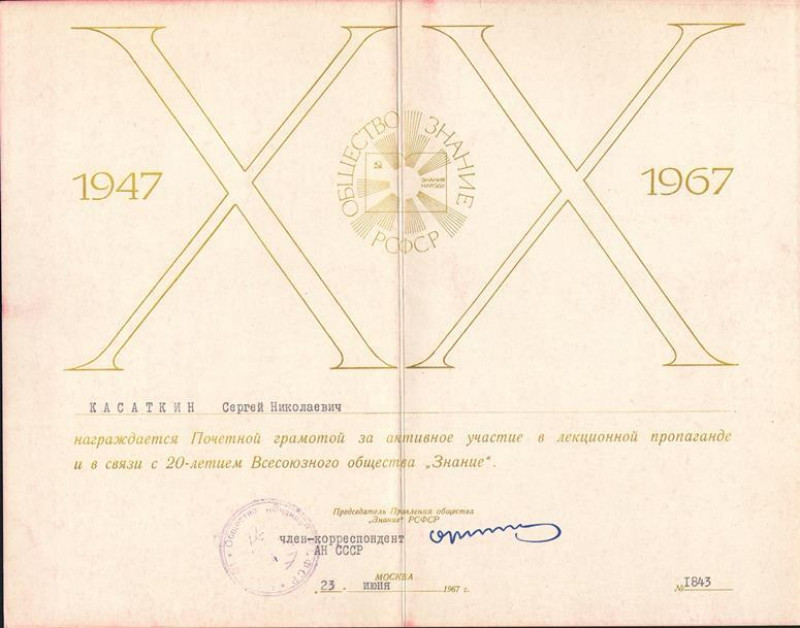 XX
1947
ОБЩЕСТВО ЗНАНИЕ
РСФСР
ЗНАНИЯ
НАРОДУ
1967
КАСАТКИН Сергей Николаевич
награждается Почетной грамотой за активное участие в лекционной пропаганде
и в связи с 20-летием Всесоюзного общества „Знание“.
Председатель Правления общества
„Знание“ РСФСР
член-корреспондент
АН СССР
МОСКВА
23 июня 1967 г.
№ 1843